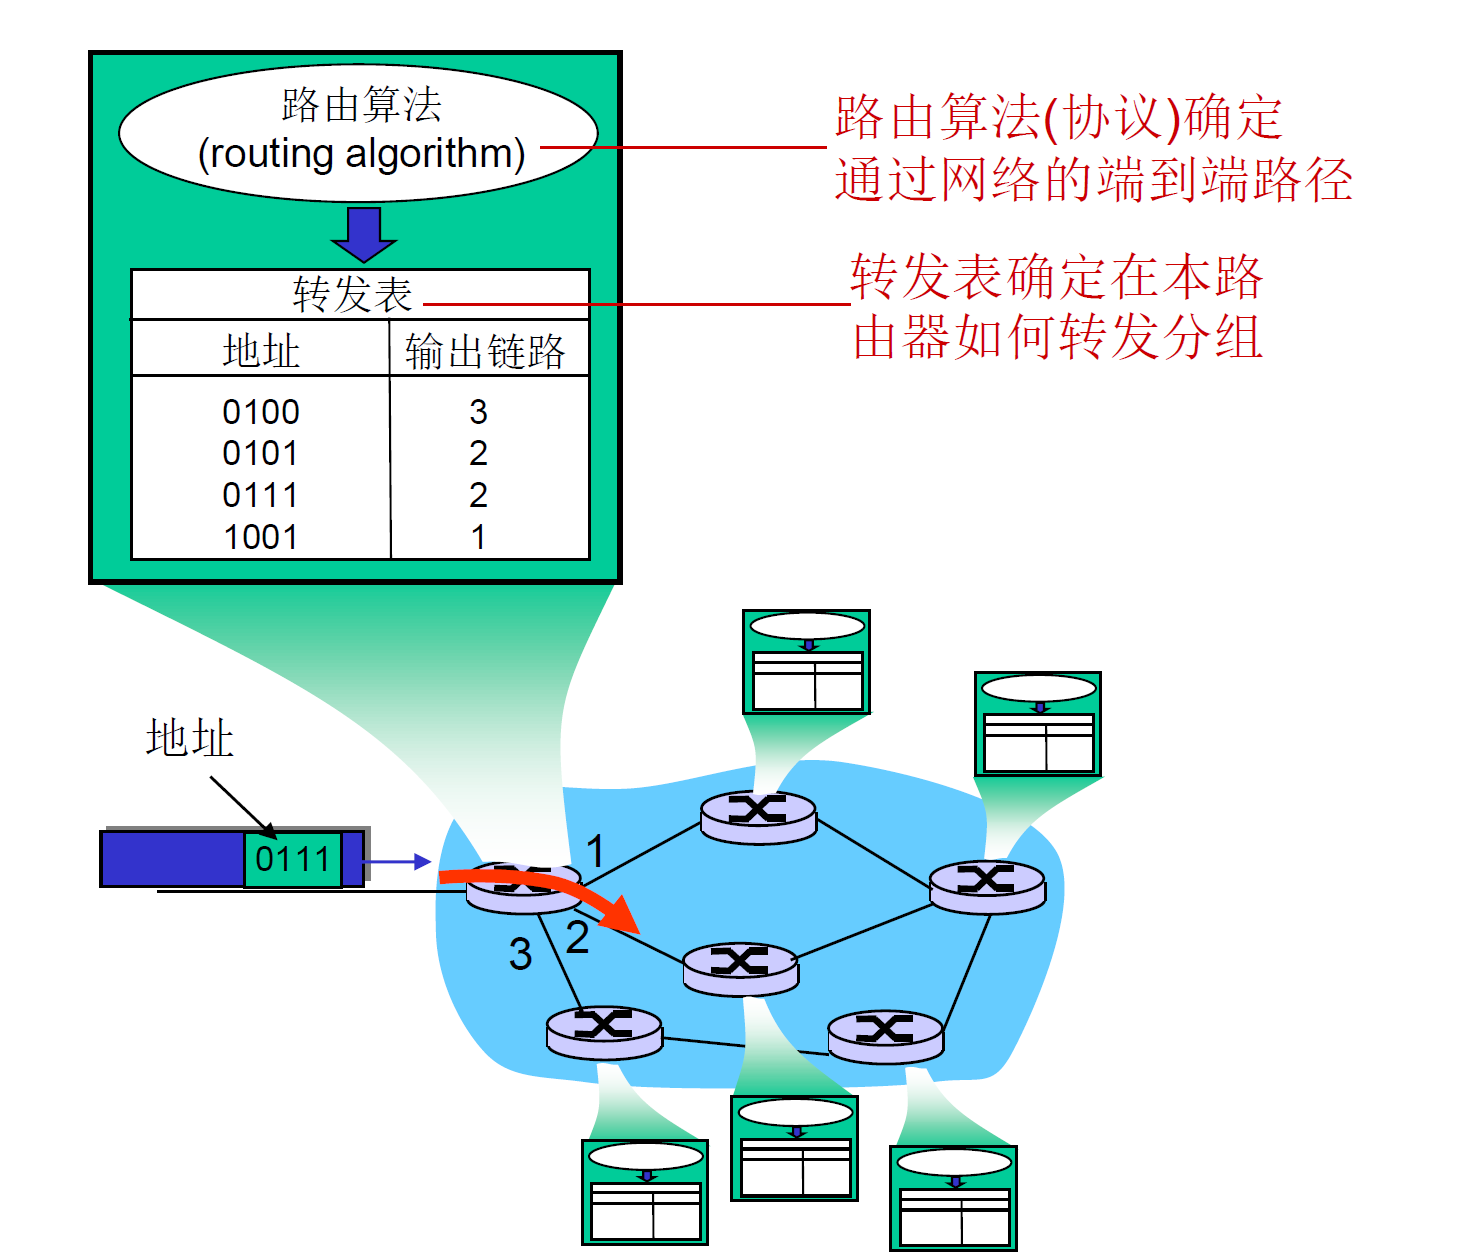 路由算法
(routing algorithm)
路由算法(协议)确定
通过网络的端到端路径
转发表
转发表确定在本路
由器如何转发分组
地址 输出链路
0100 3
0101 2
0111 2
1001 1
地址
0111
1
2
3